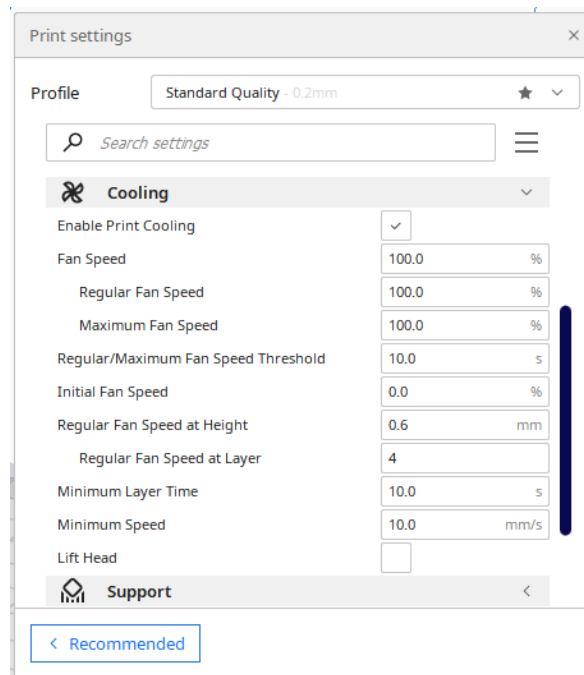 Print settings ×
Profile Standard Quality - 0.2mm
Search settings
Cooling
Enable Print Cooling
Fan Speed 100.0 %
Regular Fan Speed 100.0 %
Maximum Fan Speed 100.0 %
Regular/Maximum Fan Speed Threshold 10.0 s
Initial Fan Speed 0.0 %
Regular Fan Speed at Height 0.6 mm
Regular Fan Speed at Layer 4
Minimum Layer Time 10.0 s
Minimum Speed 10.0 mm/s
Lift Head
Support
Recommended